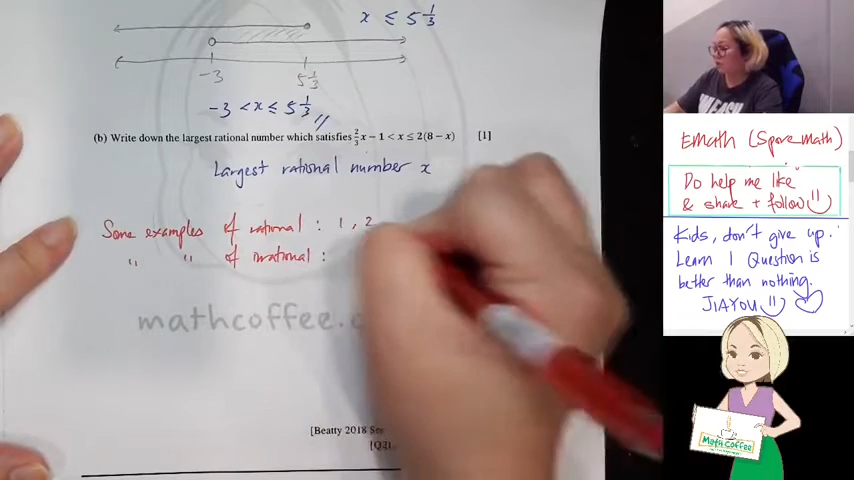 x ≤ 5 1/3
-3
5 1/3
-3 < x ≤ 5 1/3 //
(b) Write down the largest rational number which satisfies 2/3 x − 1 < x ≤ 2(8 − x) [1]
Largest rational number x
Some examples of rational : 1, 2
" " of irrational :
mathcoffee.c
[Beatty 2018 Se
UNLEASH
EMath (Spore Math)
Do help me like
& share + follow
Kids, don't give up.
Learn 1 Question is
better than nothing.
JIAYOU
Math Coffee